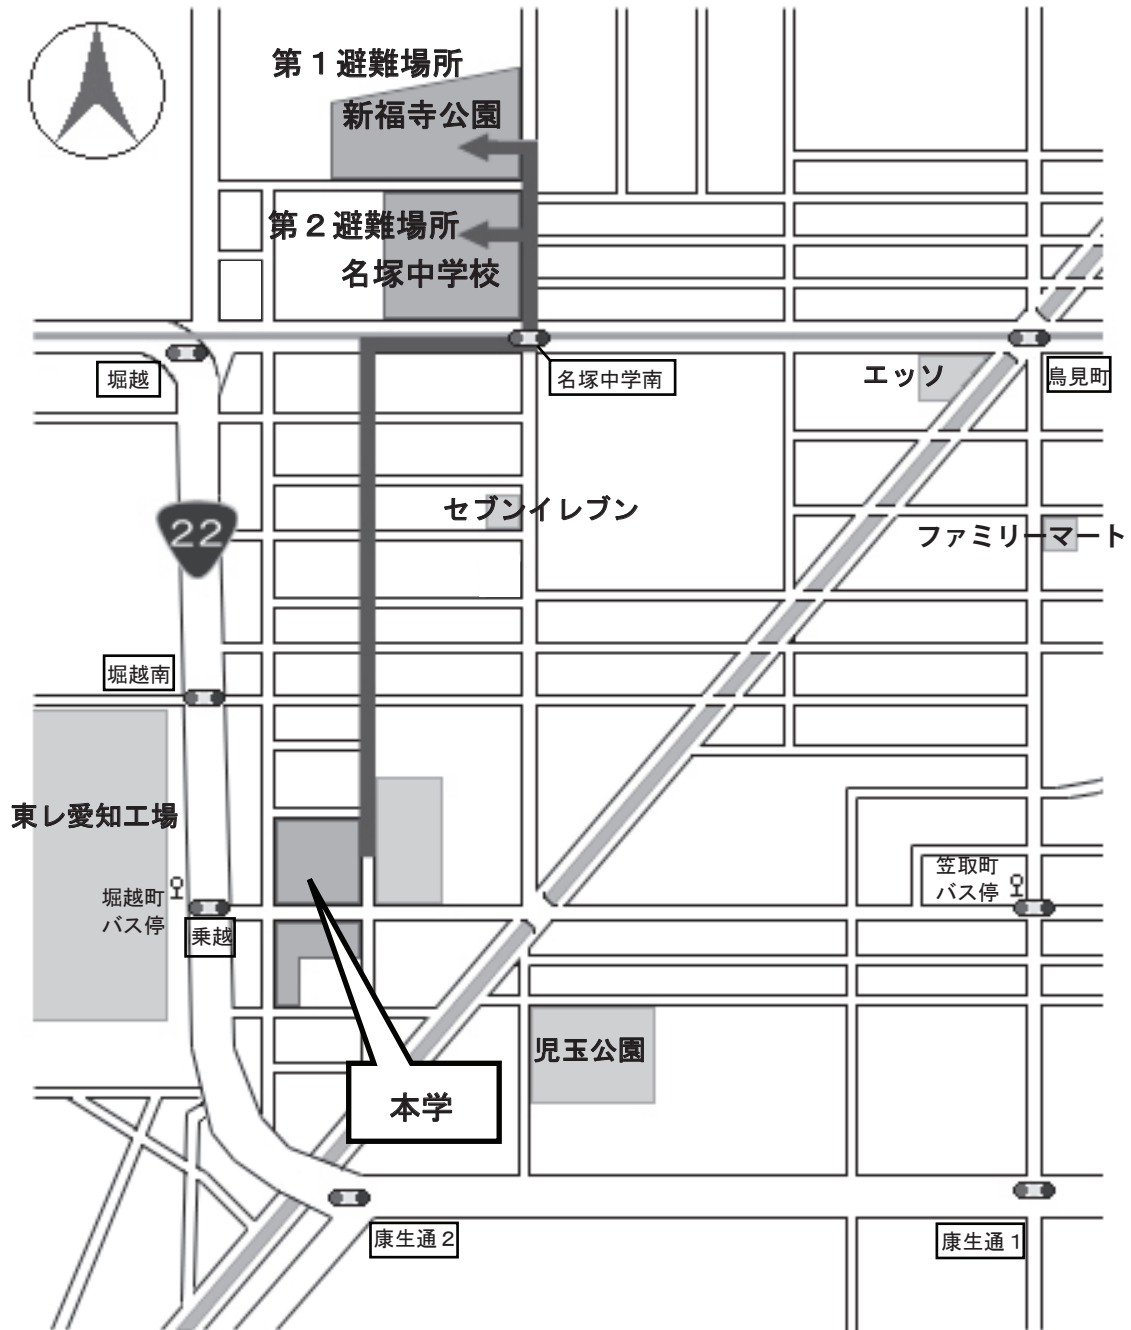 第１避難場所
新福寺公園
第２避難場所
名塚中学校
堀越
名塚中学南
エッソ
鳥見町
セブンイレブン
22
ファミリーマート
堀越南
東レ愛知工場
堀越町
バス停
笠取町
バス停
乗越
児玉公園
本学
康生通２
康生通１